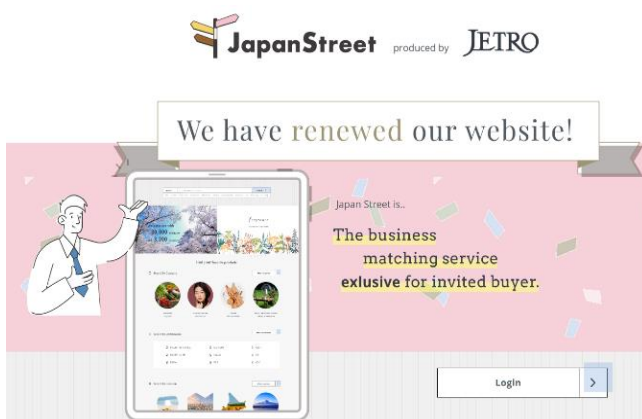 JapanStreet produced by JETRO
We have renewed our website!
Japan Street is..
The business
matching service
exlusive for invited buyer.
Login